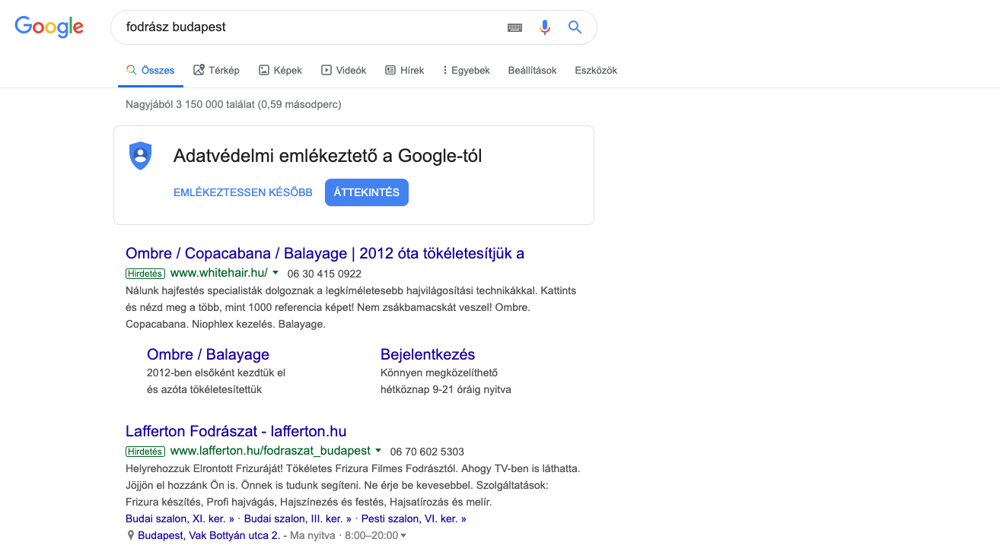 Google
fodrász budapest
Összes Térkép Képek Videók Hírek Egyebek Beállítások Eszközök
Nagyjából 3 150 000 találat (0,59 másodperc)
Adatvédelmi emlékeztető a Google-tól
EMLÉKEZTESSEN KÉSŐBB ÁTTEKINTÉS
Ombre / Copacabana / Balayage | 2012 óta tökéletesítjük a
Hirdetés www.whitehair.hu/ 06 30 415 0922
Nálunk hajfestés specialisták dolgoznak a legkíméletesebb hajvilágosítási technikákkal. Kattints
és nézd meg a több, mint 1000 referencia képet! Nem zsákbamacskát veszel! Ombre.
Copacabana. Niophlex kezelés. Balayage.
Ombre / Balayage
2012-ben elsőként kezdtük el
és azóta tökéletesítettük
Bejelentkezés
Könnyen megközelíthető
hétköznap 9-21 óráig nyitva
Lafferton Fodrászat - lafferton.hu
Hirdetés www.lafferton.hu/fodraszat_budapest 06 70 602 5303
Helyrehozzuk Elrontott Frizuráját! Tökéletes Frizura Filmes Fodrásztól. Ahogy TV-ben is láthatta.
Jöjjön el hozzánk Ön is. Önnek is tudunk segíteni. Ne érje be kevesebbel. Szolgáltatások:
Frizura készítés, Profi hajvágás, Hajszínezés és festés, Hajsatírozás és melír.
Budai szalon, XI. ker. » · Budai szalon, III. ker. » · Pesti szalon, VI. ker. »
Budapest, Vak Bottyán utca 2. - Ma nyitva · 8:00–20:00